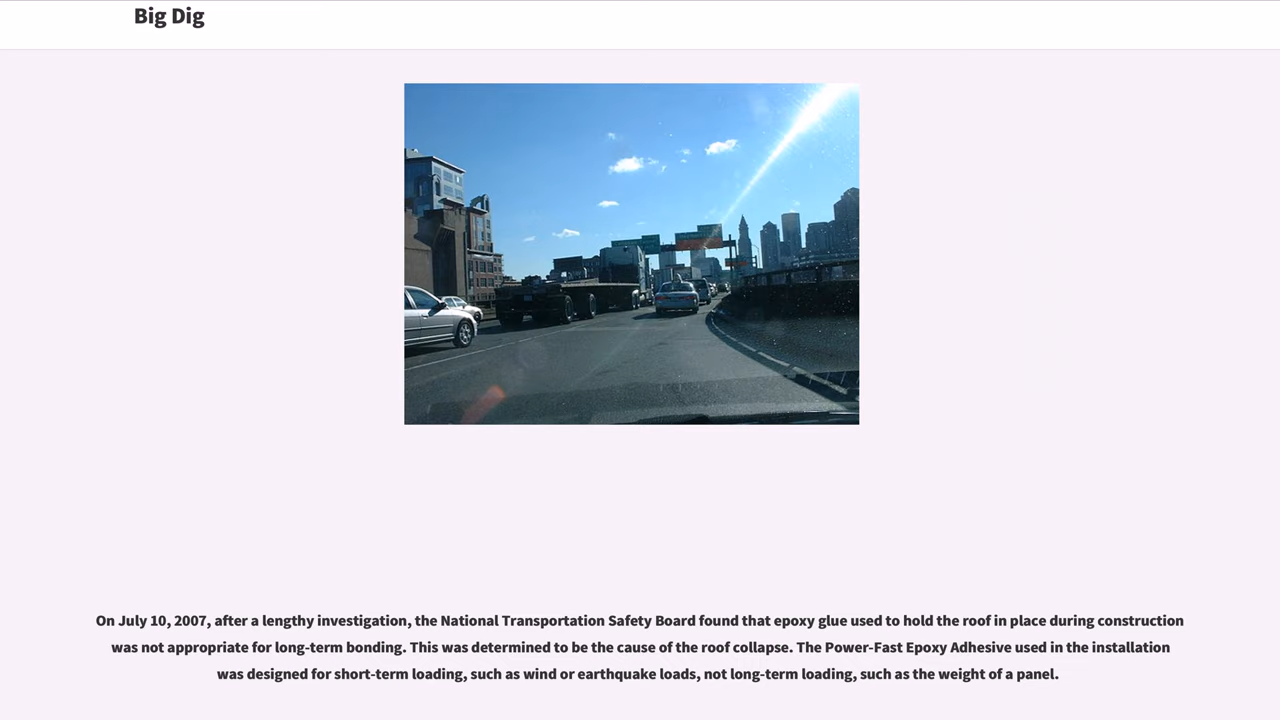 Big Dig
On July 10, 2007, after a lengthy investigation, the National Transportation Safety Board found that epoxy glue used to hold the roof in place during construction
was not appropriate for long-term bonding. This was determined to be the cause of the roof collapse. The Power-Fast Epoxy Adhesive used in the installation
was designed for short-term loading, such as wind or earthquake loads, not long-term loading, such as the weight of a panel.